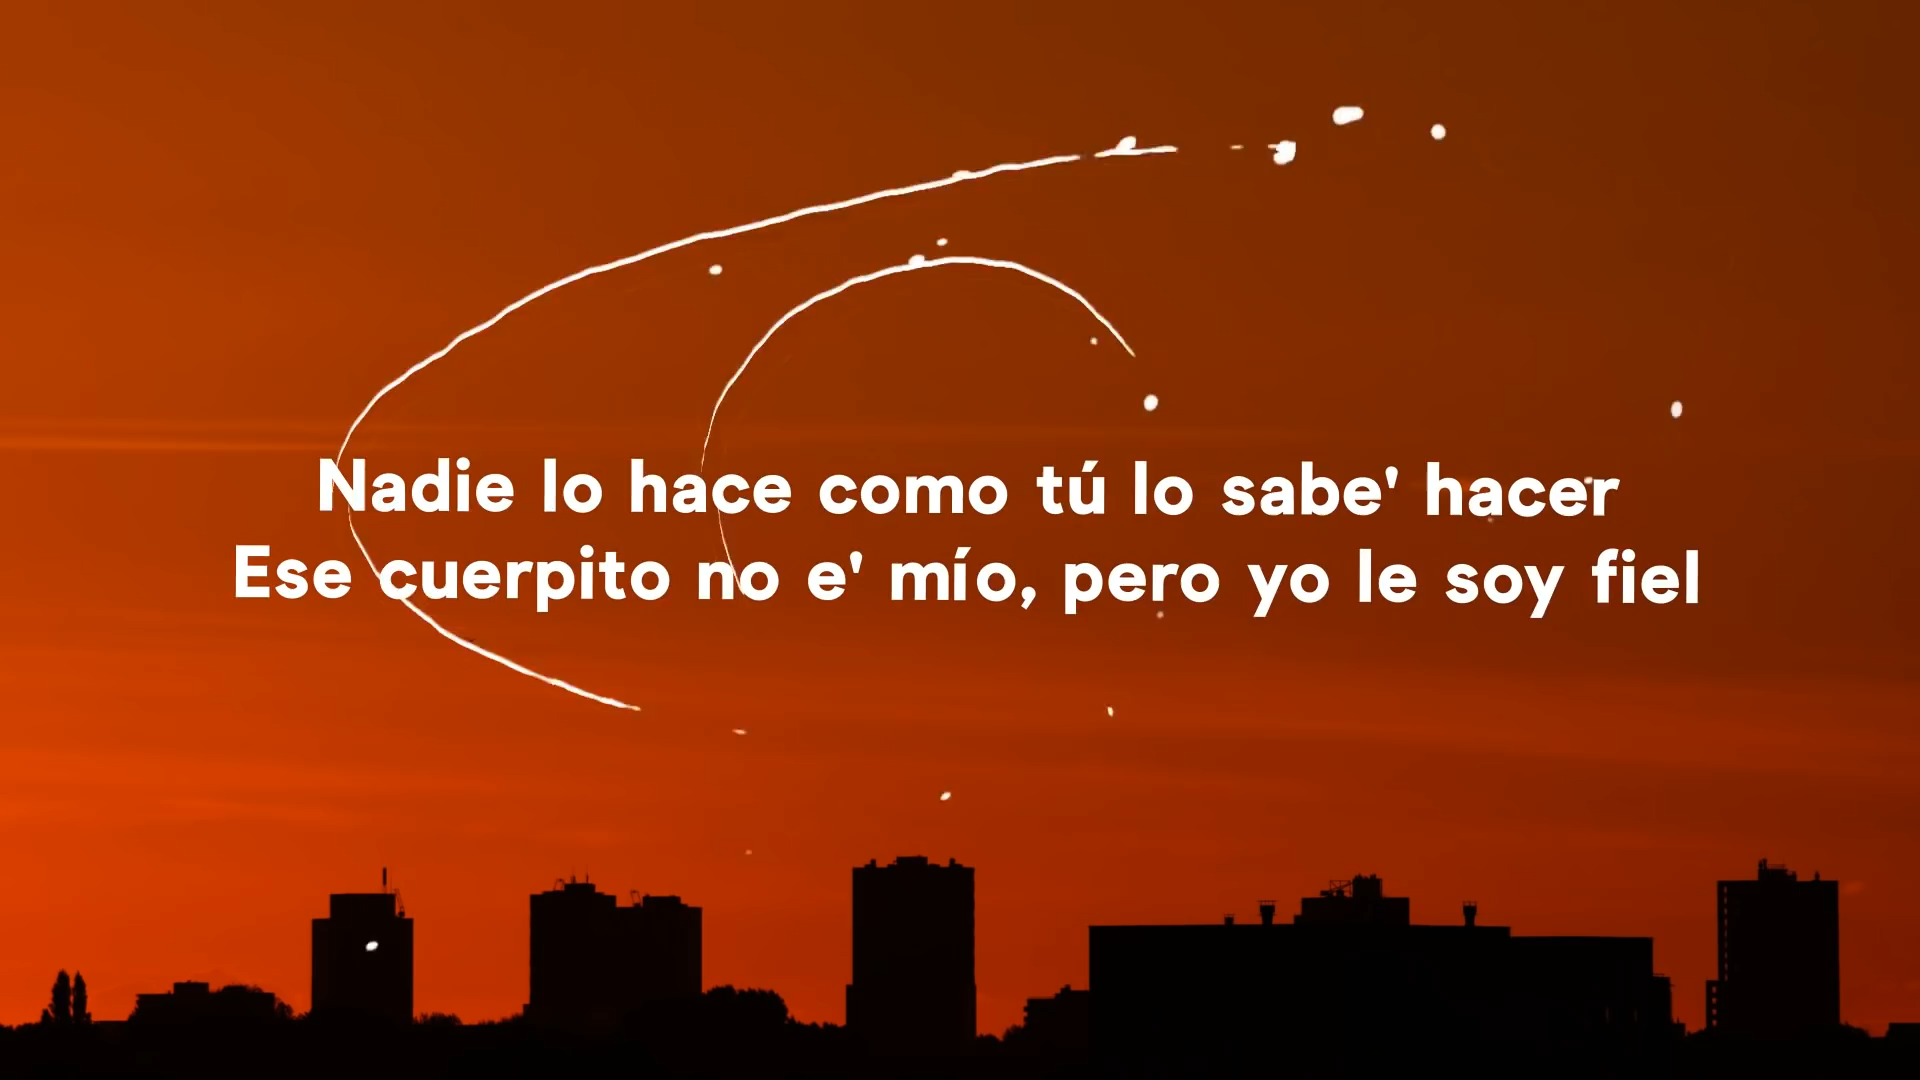 Nadie lo hace como tú lo sabe' hacer
Ese cuerpito no e' mío, pero yo le soy fiel